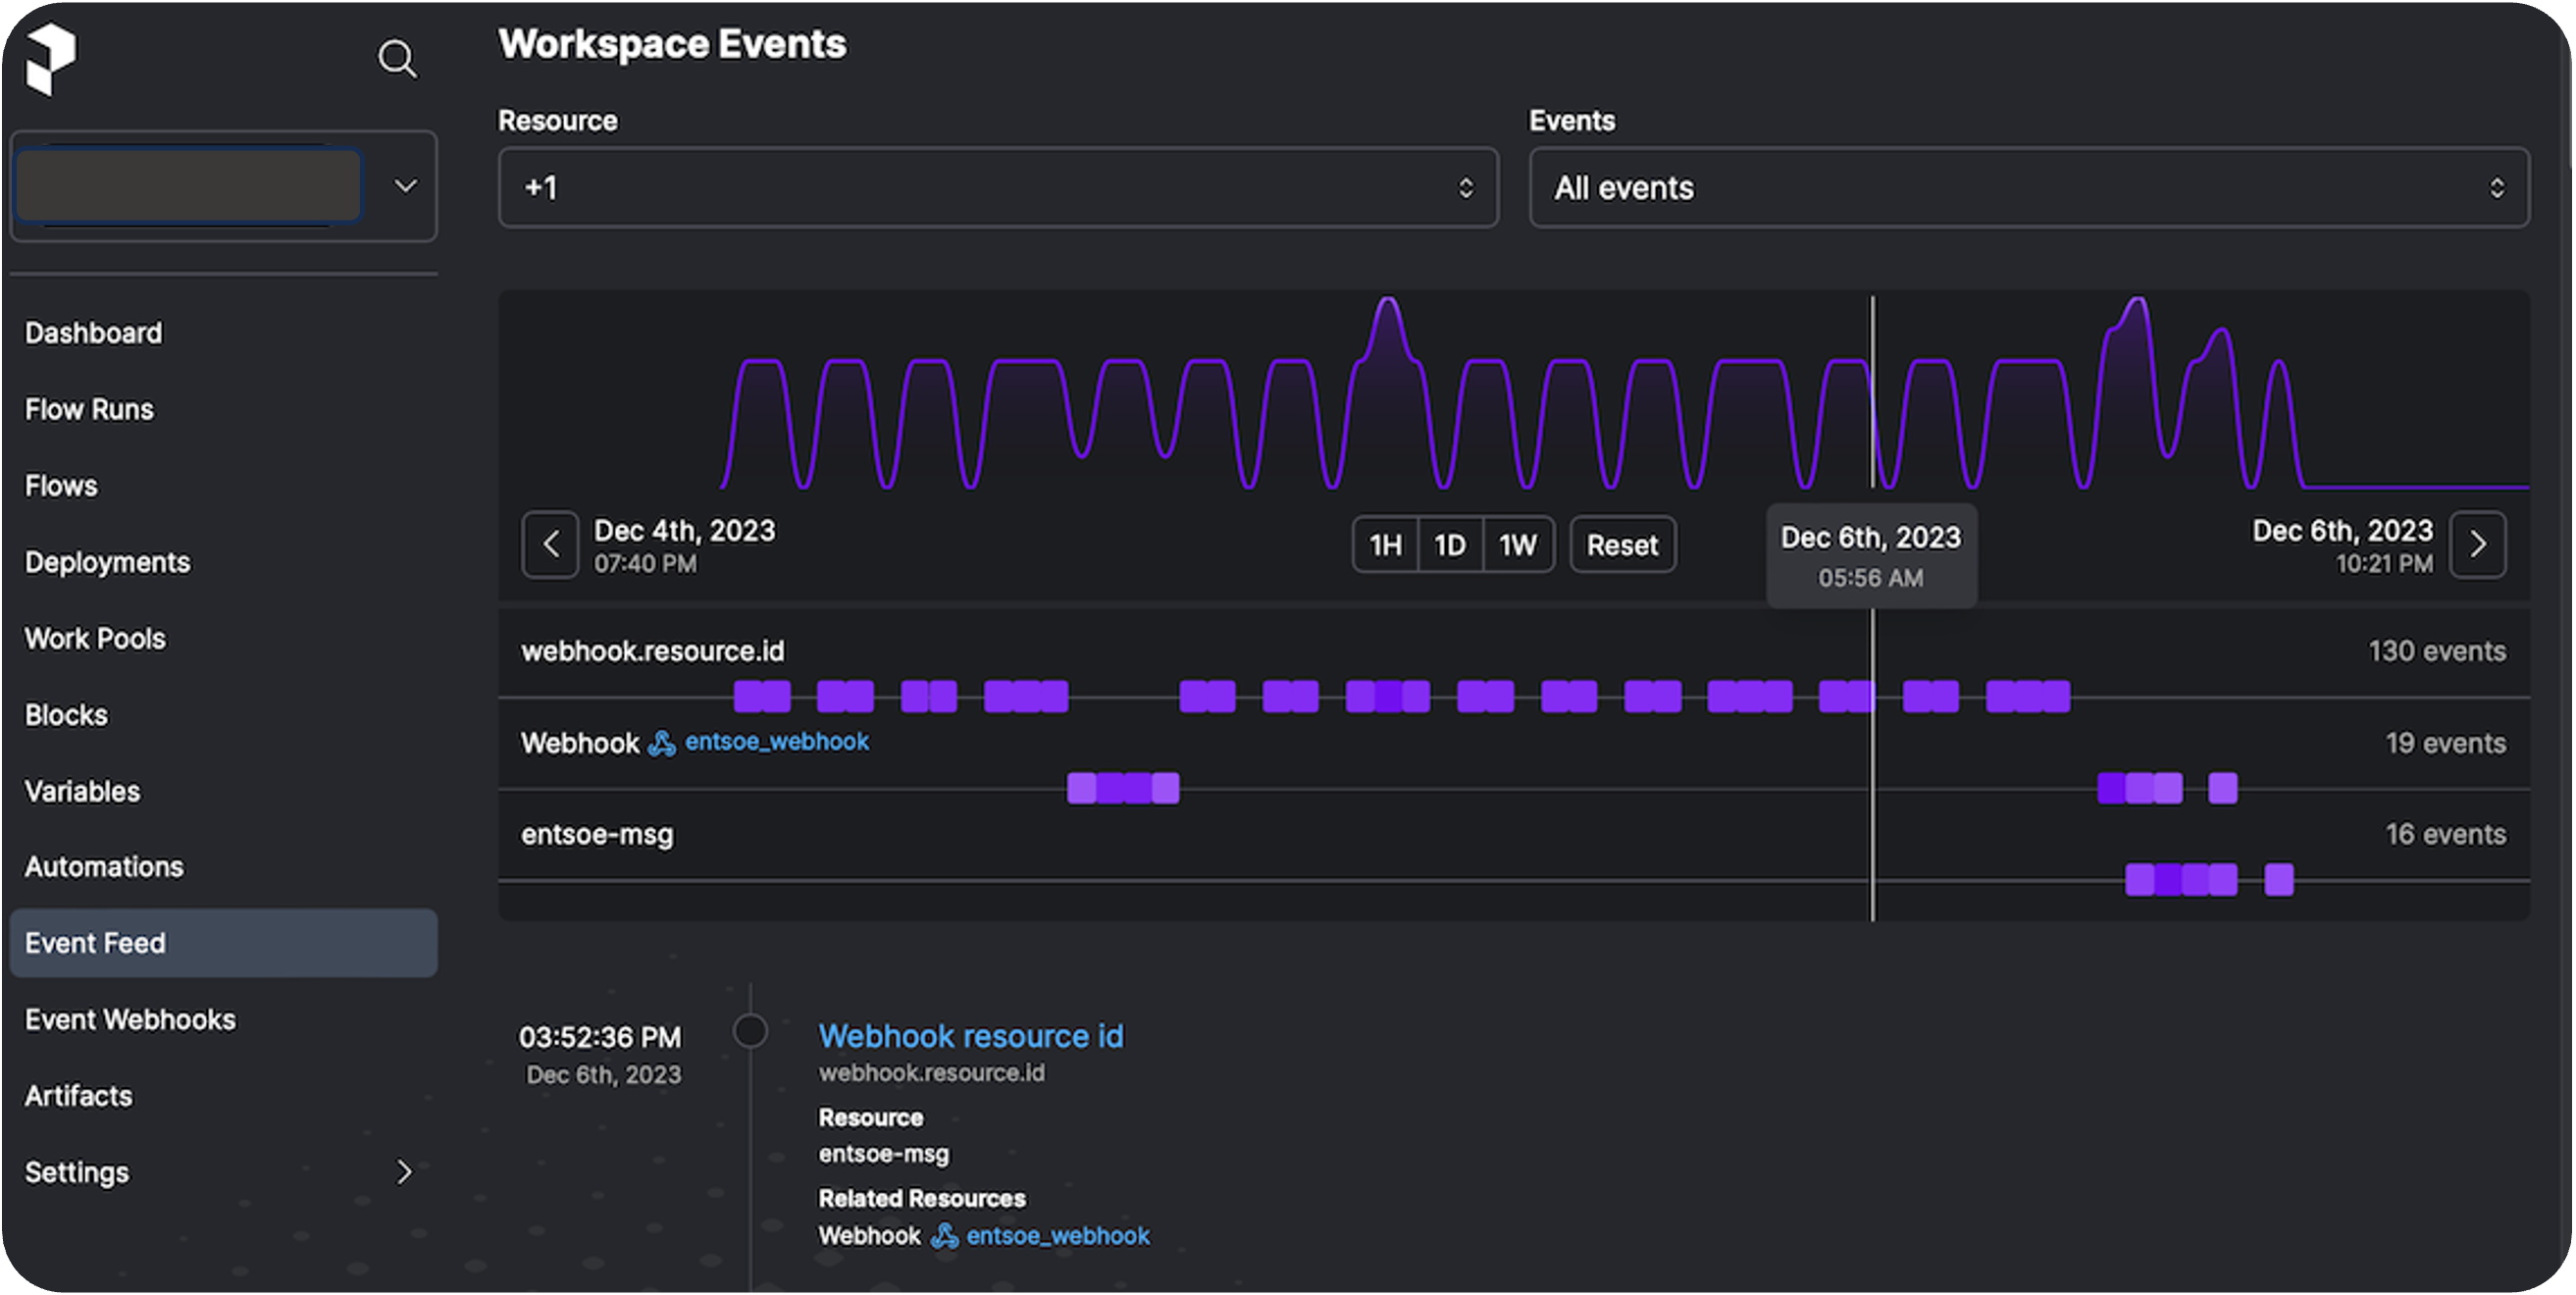 Workspace Events
Resource
Events
+1
All events
Dashboard
Flow Runs
Flows
Deployments
Work Pools
Blocks
Variables
Automations
Event Feed
Event Webhooks
Artifacts
Settings
Dec 4th, 2023
07:40 PM
1H 1D 1W Reset
Dec 6th, 2023
05:56 AM
Dec 6th, 2023
10:21 PM
webhook.resource.id 130 events
Webhook entsoe_webhook 19 events
entsoe-msg 16 events
03:52:36 PM
Dec 6th, 2023
Webhook resource id
webhook.resource.id
Resource
entsoe-msg
Related Resources
Webhook entsoe_webhook